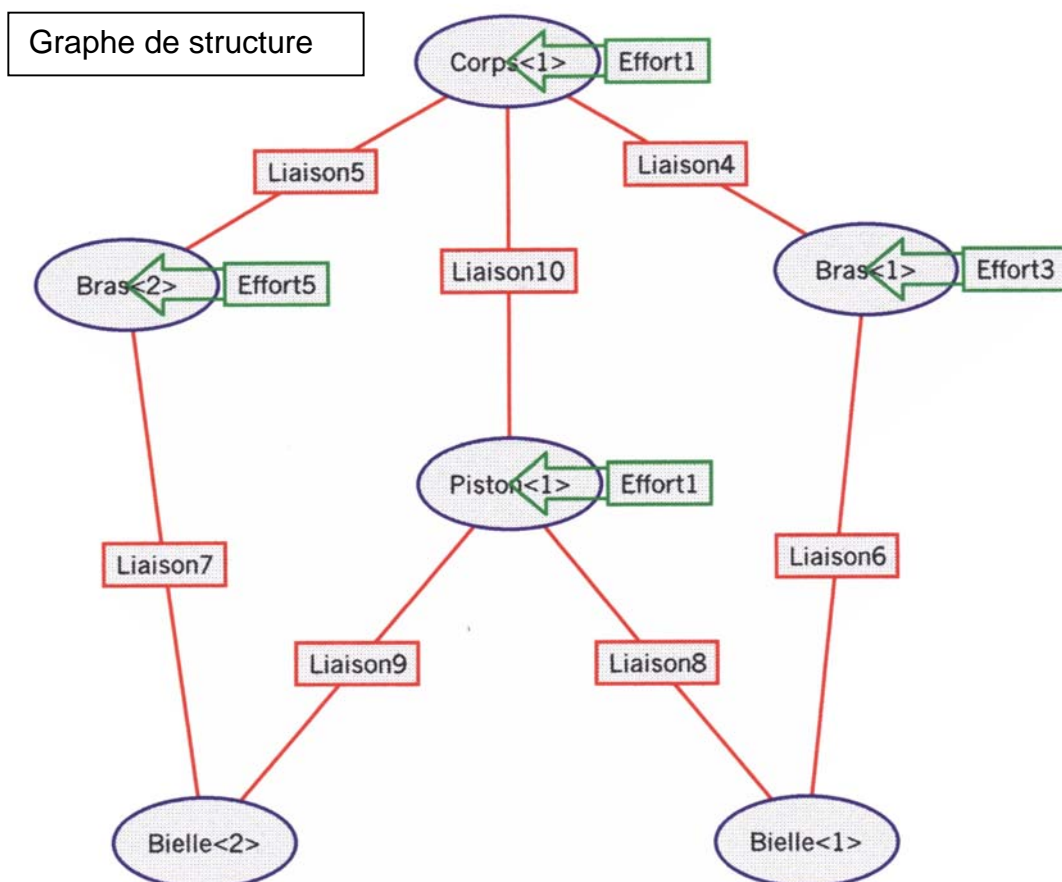 Graphe de structure
Corps<1>
Effort1
Liaison5
Liaison4
Liaison10
Bras<2>
Effort5
Bras<1>
Effort3
Piston<1>
Effort1
Liaison7
Liaison6
Liaison9
Liaison8
Bielle<2>
Bielle<1>